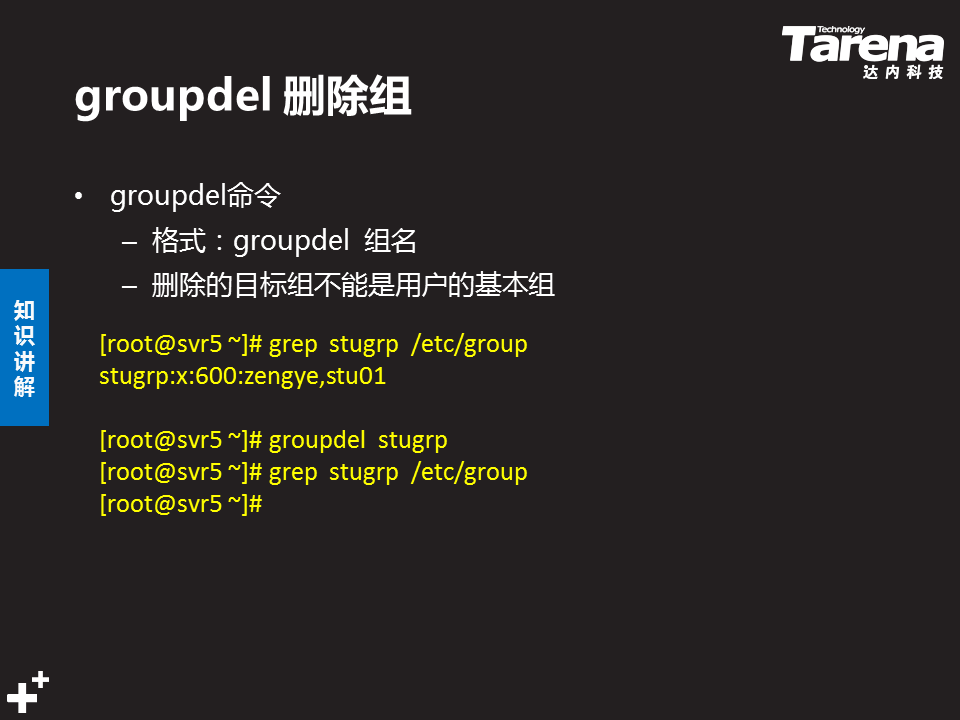 Technology
Tarena
达内科技
groupdel 删除组
• groupdel命令
– 格式：groupdel 组名
– 删除的目标组不能是用户的基本组
知识讲解
[root@svr5 ~]# grep stugrp /etc/group
stugrp:x:600:zengye,stu01
[root@svr5 ~]# groupdel stugrp
[root@svr5 ~]# grep stugrp /etc/group
[root@svr5 ~]#